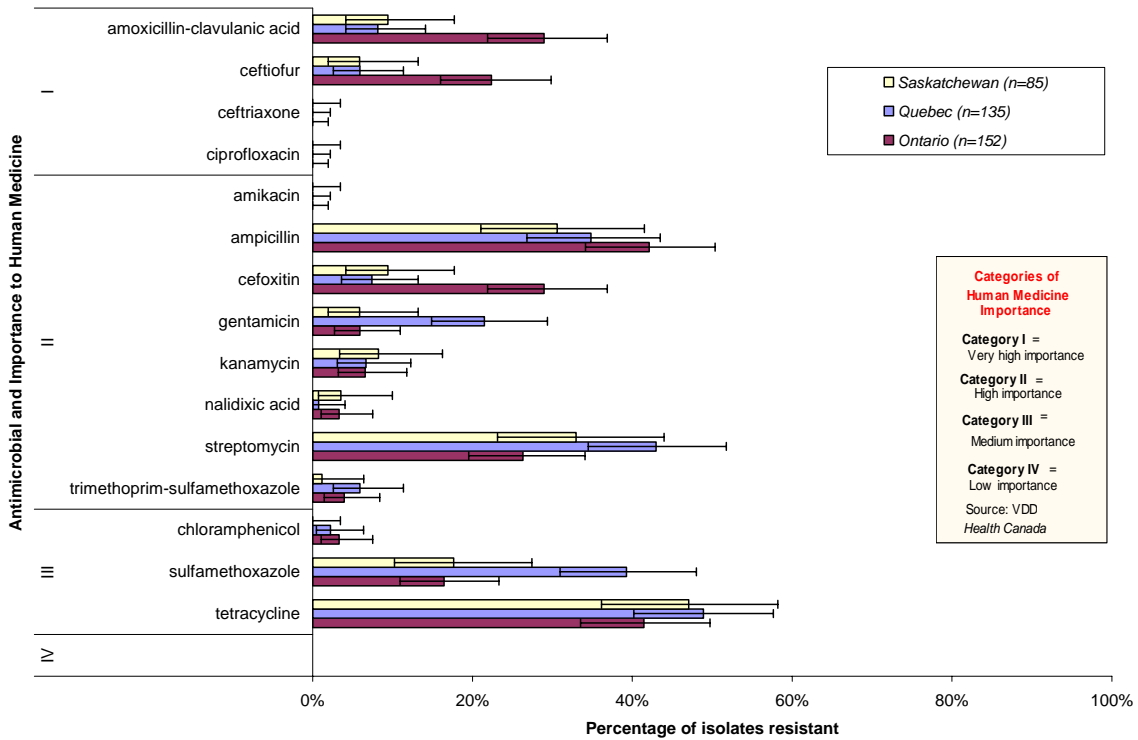 Antimicrobial and Importance to Human Medicine
I
II
III
IV
amoxicillin-clavulanic acid
ceftiofur
ceftriaxone
ciprofloxacin
amikacin
ampicillin
cefoxitin
gentamicin
kanamycin
nalidixic acid
streptomycin
trimethoprim-sulfamethoxazole
chloramphenicol
sulfamethoxazole
tetracycline
Saskatchewan (n=85)
Quebec (n=135)
Ontario (n=152)
Categories of
Human Medicine
Importance
Category I =
Very high importance
Category II =
High importance
Category III =
Medium importance
Category IV =
Low importance
Source: VDD
Health Canada
0% 20% 40% 60% 80% 100%
Percentage of isolates resistant